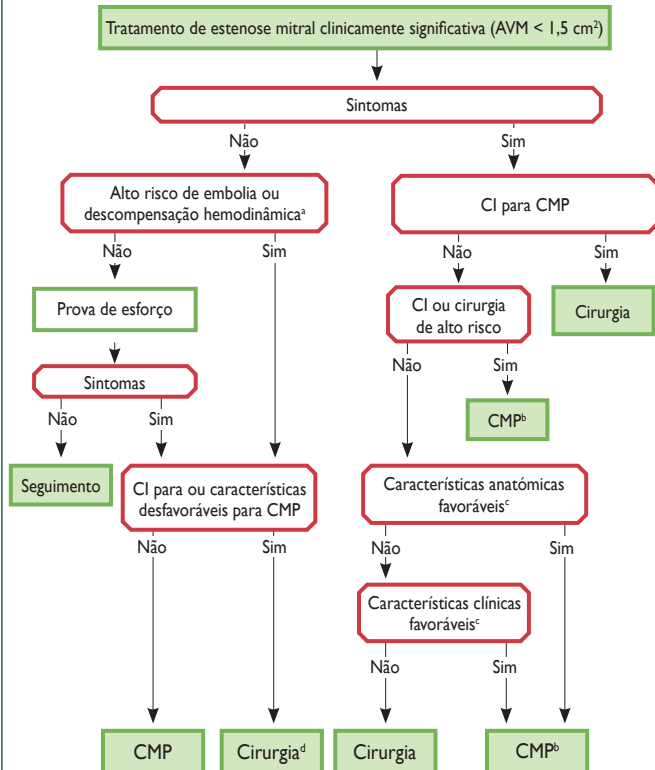 Tratamento de estenose mitral clinicamente significativa (AVM < 1,5 cm²)
Sintomas
Não
Sim
Alto risco de embolia ou
descompensação hemodinâmicaᵃ
CI para CMP
Não
Sim
Não
Sim
Prova de esforço
CI ou cirurgia
de alto risco
Cirurgia
Sintomas
Não
Sim
Não
Sim
CMPᵇ
Seguimento
CI para ou características
desfavoráveis para CMP
Características anatómicas
favoráveisᶜ
Não
Sim
Não
Sim
Características clínicas
favoráveisᶜ
Não
Sim
CMP
Cirurgiaᵈ
Cirurgia
CMPᵇ